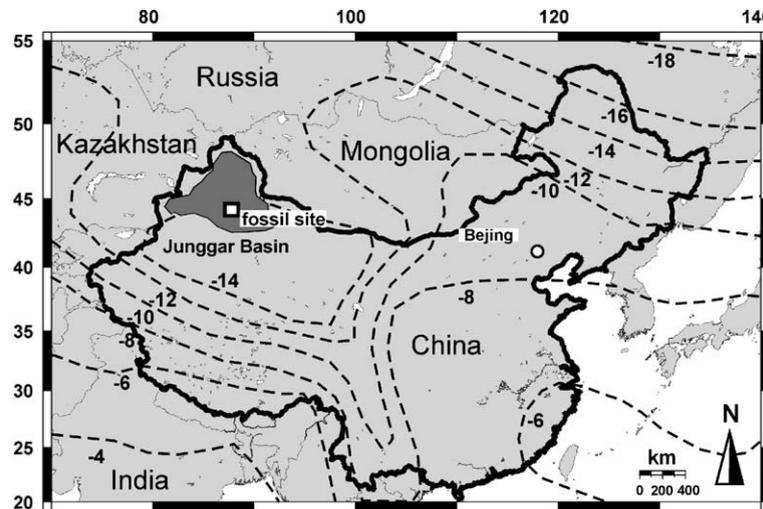 80 100 120 140
55
50
45
40
35
30
25
20
Russia
-18
-16
Kazakhstan
Mongolia
-14
-12
-10
fossil site
Junggar Basin
Bejing
-14
-12
-10
-8
-8
China
-6
-6
-4
India
N
km
0 200 400